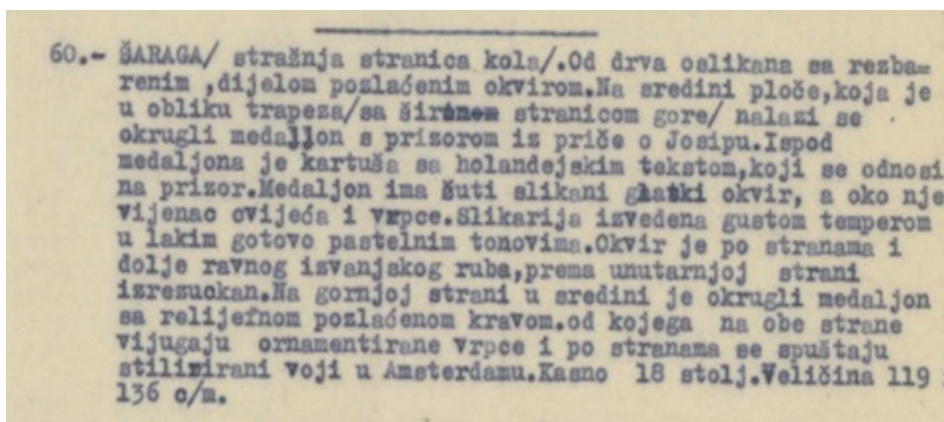 60.- ŠARAGA/ stražnja stranica kola/.Od drva oslikana sa rezba=
renim ,dijelom pozlaćenim okvirom.Na sredini ploče,koja je
u obliku trapeza/sa širom stranicom gore/ nalazi se
okrugli medaljon s prizorom iz priče o Josipu.Ispod
medaljona je kartuša sa holandejskim tekstom,koji se odnosi
na prizor.Medaljon ima žuti slikani glatki okvir, a oko nje
vijenac cvijeća i vrpce.Slikarija izvedena gustom temperom
u lakim gotovo pastelnim tonovima.Okvir je po stranama i
dolje ravnog izvanjskog ruba,prema unutarnjoj strani
izrezuckan.Na gornjoj strani u sredini je okrugli medaljon
sa relijefnom pozlaćenom kravom.od kojega na obe strane
vijugaju ornamentirane vrpce i po stranama se spuštaju
stilizirani voji u Amsterdamu.Kasno 18 stolj.Veličina 119
136 c/m.